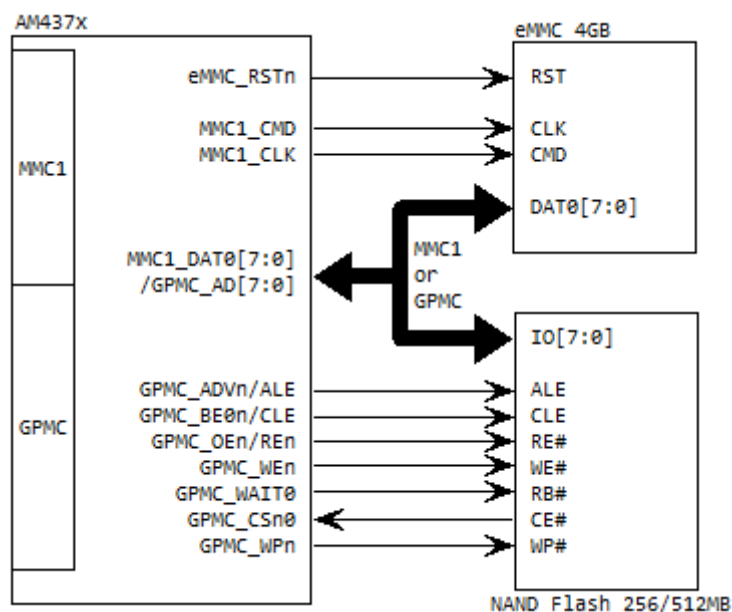 AM437x
eMMC 4GB
eMMC_RSTn
RST
MMC1_CMD
CLK
MMC1_CLK
CMD
MMC1
DAT0[7:0]
MMC1_DAT0[7:0]
/GPMC_AD[7:0]
MMC1
or
GPMC
IO[7:0]
GPMC_ADVn/ALE
ALE
GPMC_BE0n/CLE
CLE
GPMC
GPMC_OEn/REn
RE#
GPMC_WEn
WE#
GPMC_WAIT0
RB#
GPMC_CSn0
CE#
GPMC_WPn
WP#
NAND Flash 256/512MB